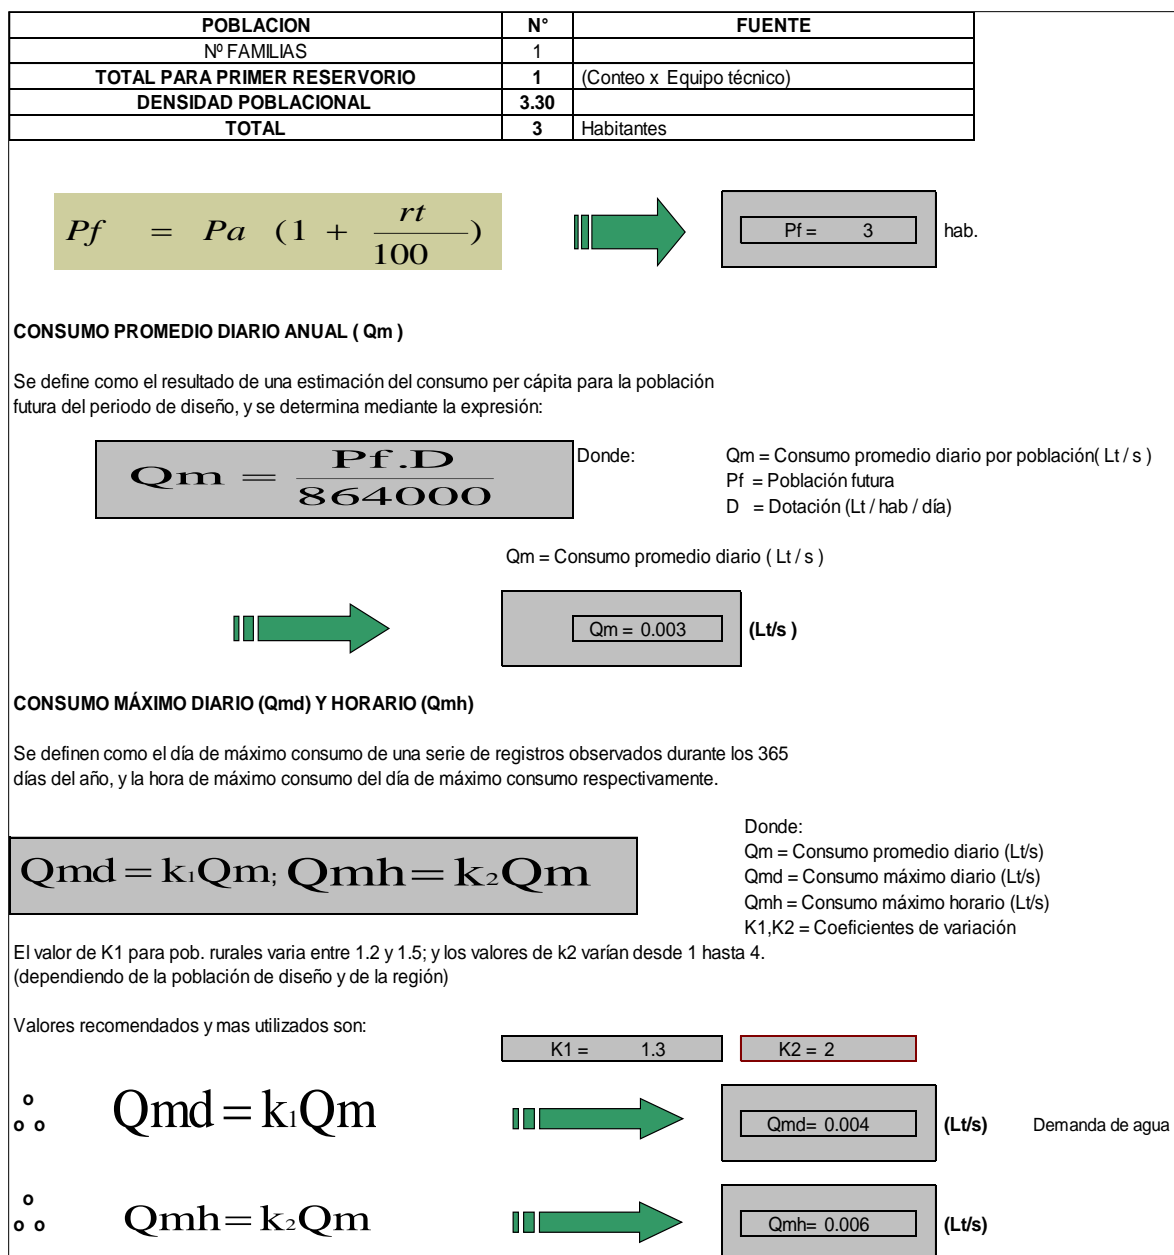 POBLACION N° FUENTE
Nº FAMILIAS 1
TOTAL PARA PRIMER RESERVORIO 1 (Conteo x Equipo técnico)
DENSIDAD POBLACIONAL 3.30
TOTAL 3 Habitantes
Pf = Pa (1 + rt/100) Pf = 3 hab.
CONSUMO PROMEDIO DIARIO ANUAL ( Qm )
Se define como el resultado de una estimación del consumo per cápita para la población
futura del periodo de diseño, y se determina mediante la expresión:
Qm = Pf.D/864000 Donde: Qm = Consumo promedio diario por población( Lt / s )
Pf = Población futura
D = Dotación (Lt / hab / día)
Qm = Consumo promedio diario ( Lt / s )
Qm = 0.003 (Lt/s )
CONSUMO MÁXIMO DIARIO (Qmd) Y HORARIO (Qmh)
Se definen como el día de máximo consumo de una serie de registros observados durante los 365
días del año, y la hora de máximo consumo del día de máximo consumo respectivamente.
Donde:
Qmd = k1Qm; Qmh = k2Qm Qm = Consumo promedio diario (Lt/s)
Qmd = Consumo máximo diario (Lt/s)
Qmh = Consumo máximo horario (Lt/s)
K1,K2 = Coeficientes de variación
El valor de K1 para pob. rurales varia entre 1.2 y 1.5; y los valores de k2 varían desde 1 hasta 4.
(dependiendo de la población de diseño y de la región)
Valores recomendados y mas utilizados son:
K1 = 1.3 K2 = 2
o
o o Qmd = k1Qm Qmd= 0.004 (Lt/s) Demanda de agua
o
o o Qmh = k2Qm Qmh= 0.006 (Lt/s)